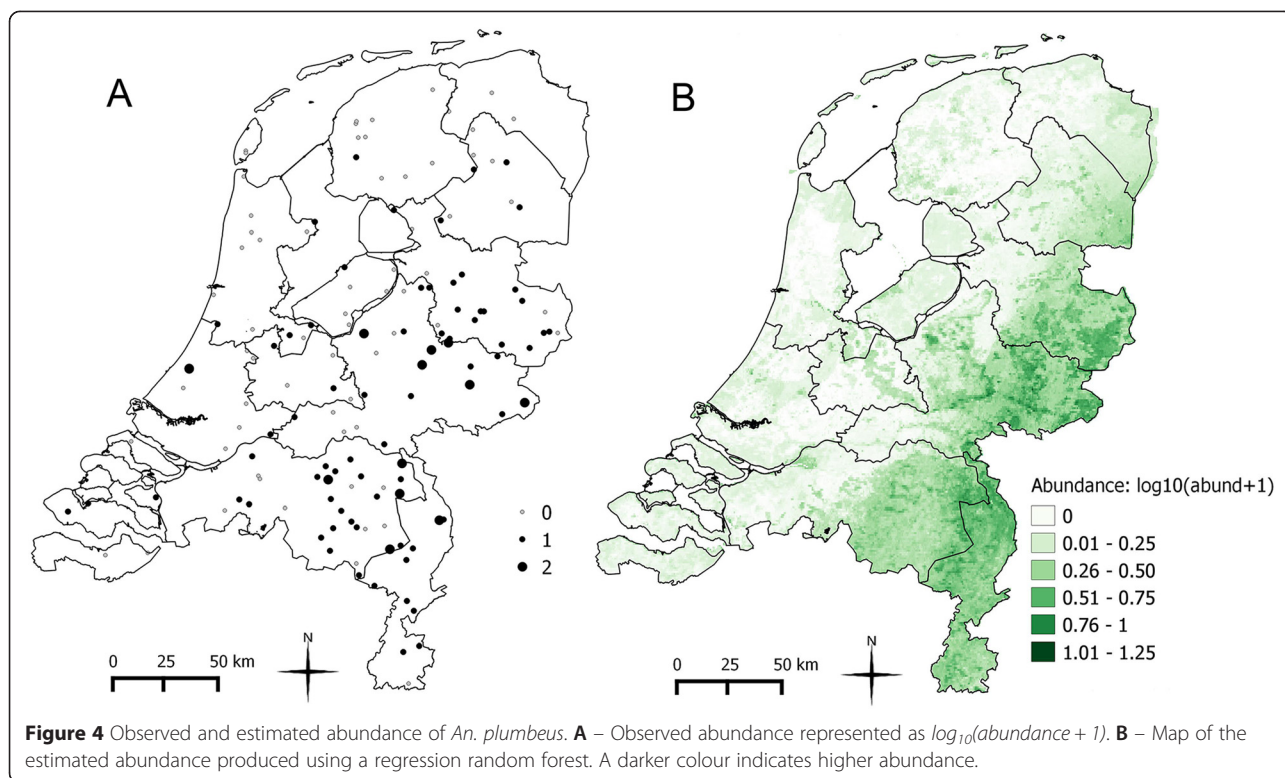 A
B
0
1
2
Abundance: log10(abund+1)
0
0.01 - 0.25
0.26 - 0.50
0.51 - 0.75
0.76 - 1
1.01 - 1.25
0 25 50 km
N
0 25 50 km
N
Figure 4 Observed and estimated abundance of An. plumbeus. A – Observed abundance represented as log10(abundance + 1). B – Map of the
estimated abundance produced using a regression random forest. A darker colour indicates higher abundance.